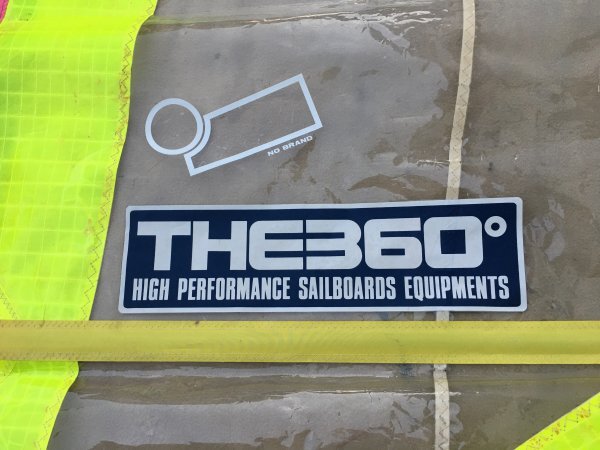 NO BRAND
THE360°
HIGH PERFORMANCE SAILBOARDS EQUIPMENTS